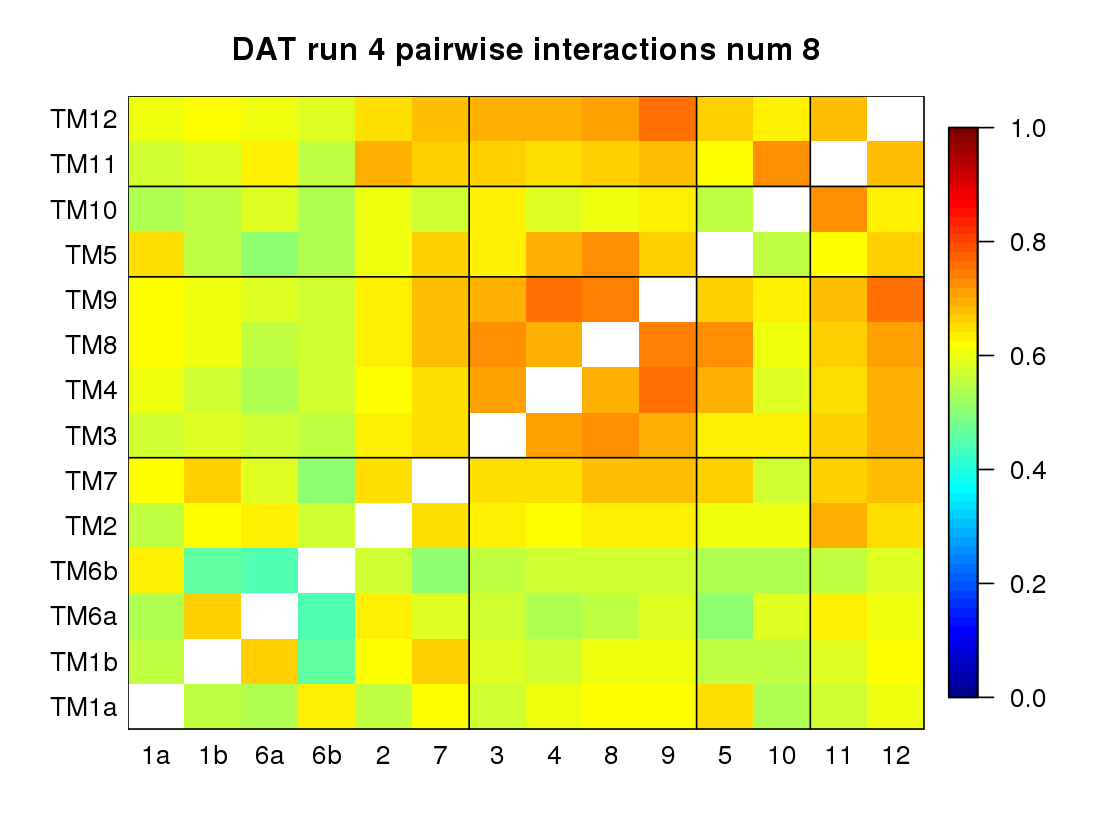 DAT run 4 pairwise interactions num 8
TM12
TM11
TM10
TM5
TM9
TM8
TM4
TM3
TM7
TM2
TM6b
TM6a
TM1b
TM1a
1a 1b 6a 6b 2 7 3 4 8 9 5 10 11 12
1.0
0.8
0.6
0.4
0.2
0.0